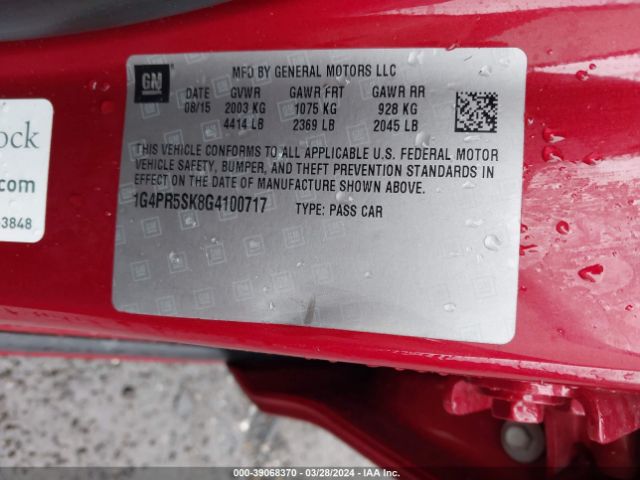 GM
MFD BY GENERAL MOTORS LLC
DATE GVWR GAWR FRT GAWR RR
08/15 2003 KG 1075 KG 928 KG
4414 LB 2369 LB 2045 LB
THIS VEHICLE CONFORMS TO ALL APPLICABLE U.S. FEDERAL MOTOR
VEHICLE SAFETY, BUMPER, AND THEFT PREVENTION STANDARDS IN
EFFECT ON THE DATE OF MANUFACTURE SHOWN ABOVE.
1G4PR5SK8G4100717 TYPE: PASS CAR
ock
.com
3848
000-39068370 | 03/28/2024 | IAA Inc.